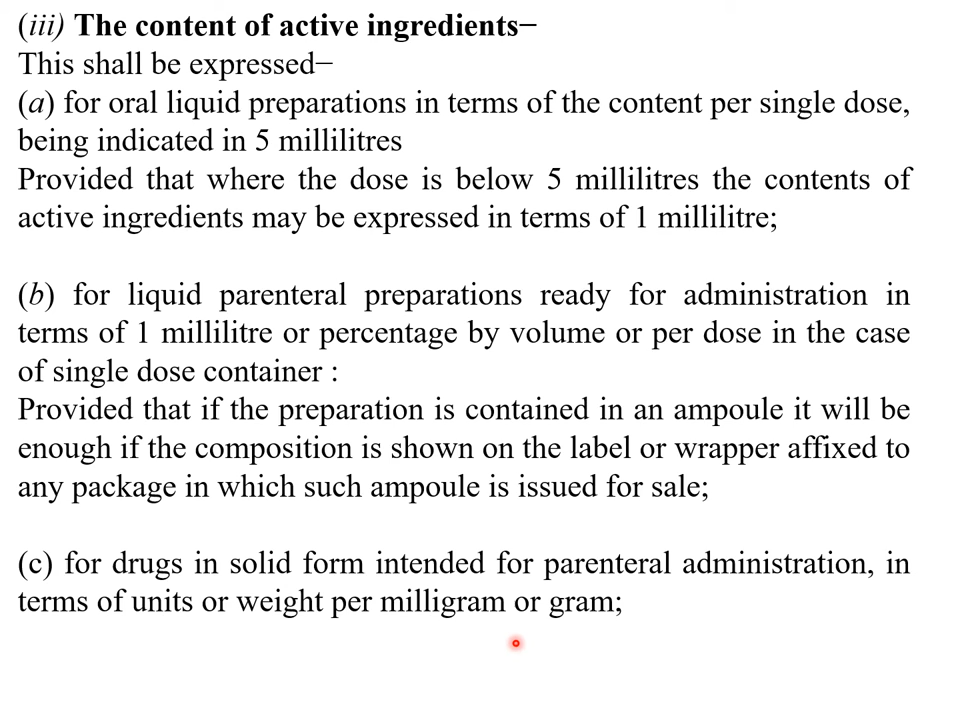 (iii) The content of active ingredients−
This shall be expressed−
(a) for oral liquid preparations in terms of the content per single dose,
being indicated in 5 millilitres
Provided that where the dose is below 5 millilitres the contents of
active ingredients may be expressed in terms of 1 millilitre;
(b) for liquid parenteral preparations ready for administration in
terms of 1 millilitre or percentage by volume or per dose in the case
of single dose container :
Provided that if the preparation is contained in an ampoule it will be
enough if the composition is shown on the label or wrapper affixed to
any package in which such ampoule is issued for sale;
(c) for drugs in solid form intended for parenteral administration, in
terms of units or weight per milligram or gram;